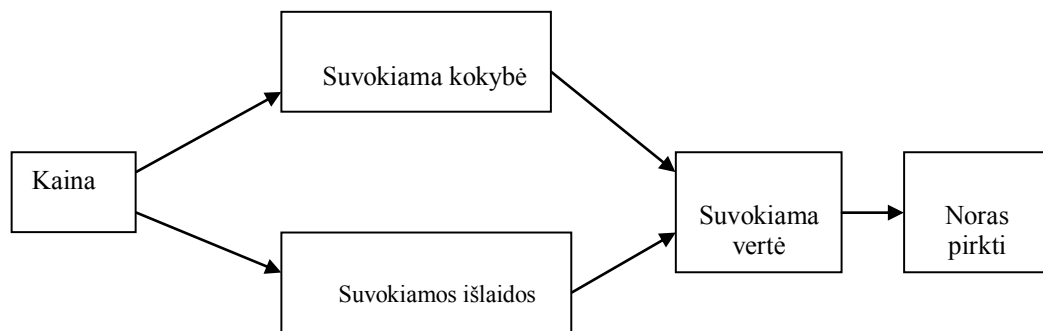 Kaina
Suvokiama kokybė
Suvokiamos išlaidos
Suvokiama
vertė
Noras
pirkti